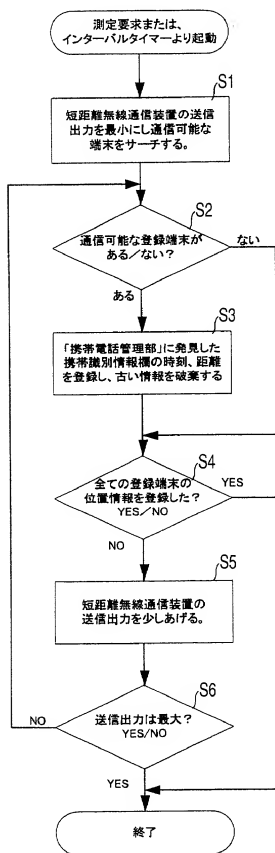 測定要求または、
インターバルタイマーより起動
S1
短距離無線通信装置の送信
出力を最小にし通信可能な
端末をサーチする。
S2
通信可能な登録端末が
ある/ない?
ない
ある
S3
「携帯電話管理部」に発見した
携帯識別情報欄の時刻、距離
を登録し、古い情報を破棄する
S4
全ての登録端末の
位置情報を登録した?
YES/NO
YES
NO
S5
短距離無線通信装置の
送信出力を少しあげる。
S6
送信出力は最大?
YES/NO
NO
YES
終了